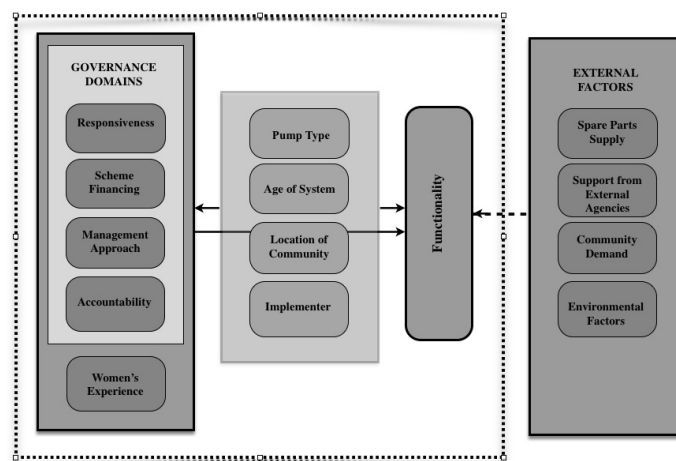 GOVERNANCE
DOMAINS
Responsiveness
Scheme
Financing
Management
Approach
Accountability
Women's
Experience
Pump Type
Age of System
Location of
Community
Implementer
Functionality
EXTERNAL
FACTORS
Spare Parts
Supply
Support from
External
Agencies
Community
Demand
Environmental
Factors